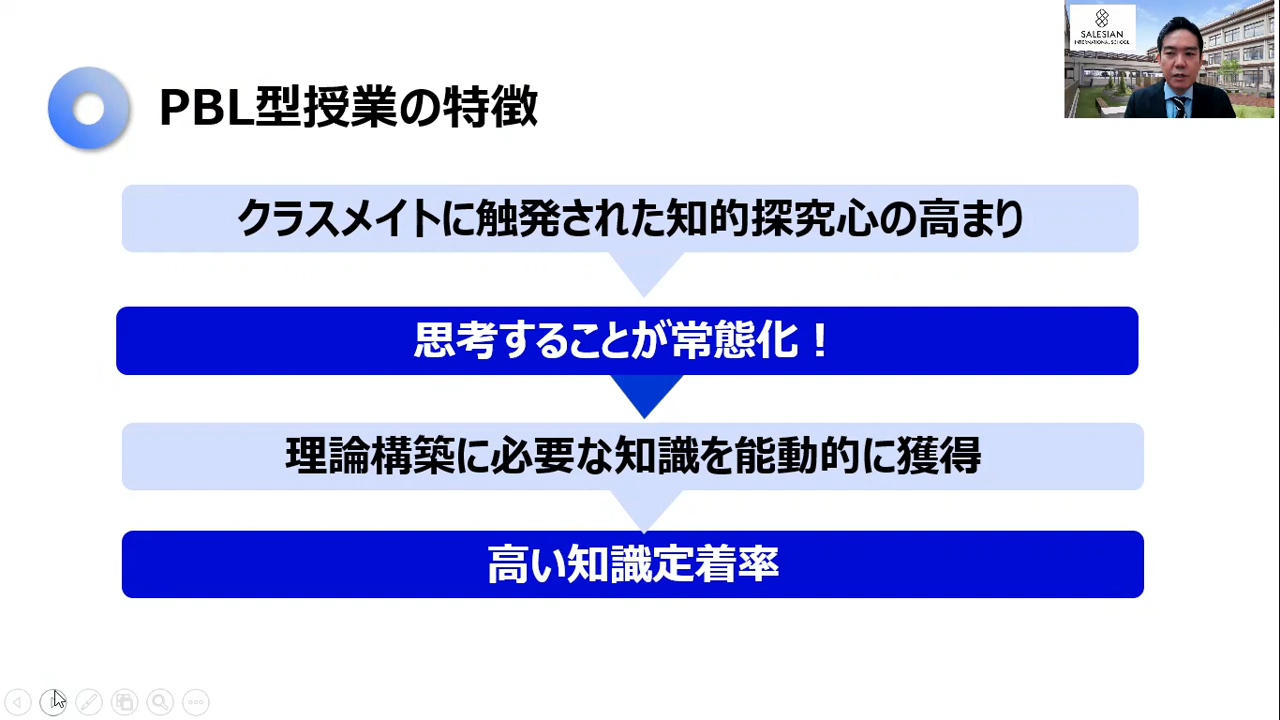 SALESIAN
INTERNATIONAL SCHOOL
PBL型授業の特徴
クラスメイトに触発された知的探究心の高まり
思考することが常態化！
理論構築に必要な知識を能動的に獲得
高い知識定着率